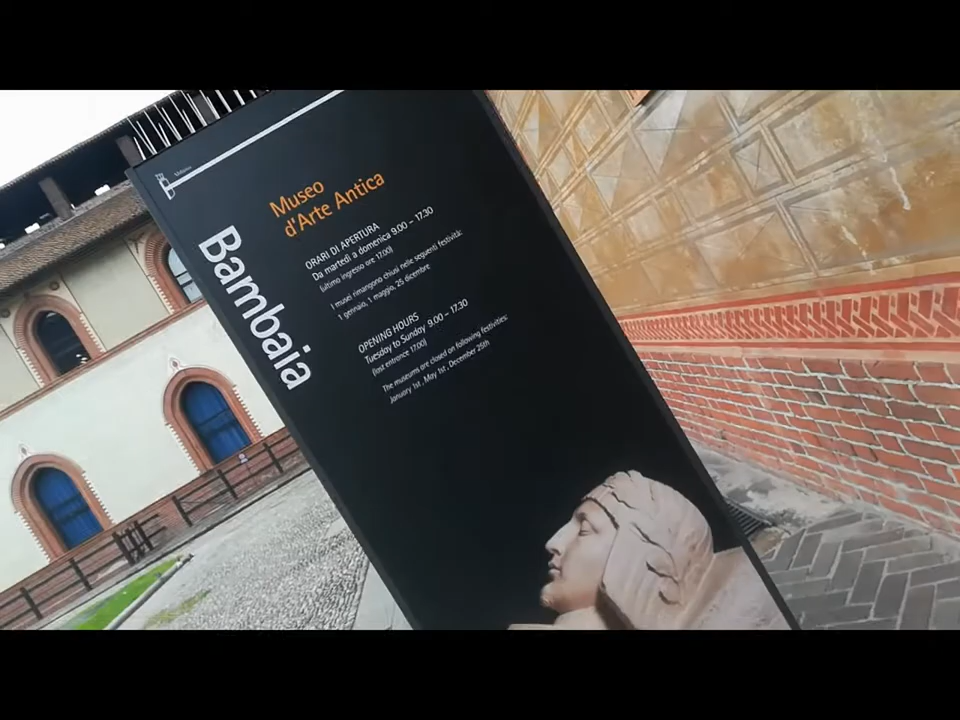 Museo
d'Arte Antica
Bambaia
ORARI DI APERTURA
Da martedì a domenica 9.00 – 17.30
(ultimo ingresso ore 17.00)
I musei rimangono chiusi nelle seguenti festività:
1 gennaio, 1 maggio, 25 dicembre
OPENING HOURS
Tuesday to Sunday 9.00 – 17.30
(last entrance 17.00)
The museums are closed on following festivities:
January 1st, May 1st, December 25th